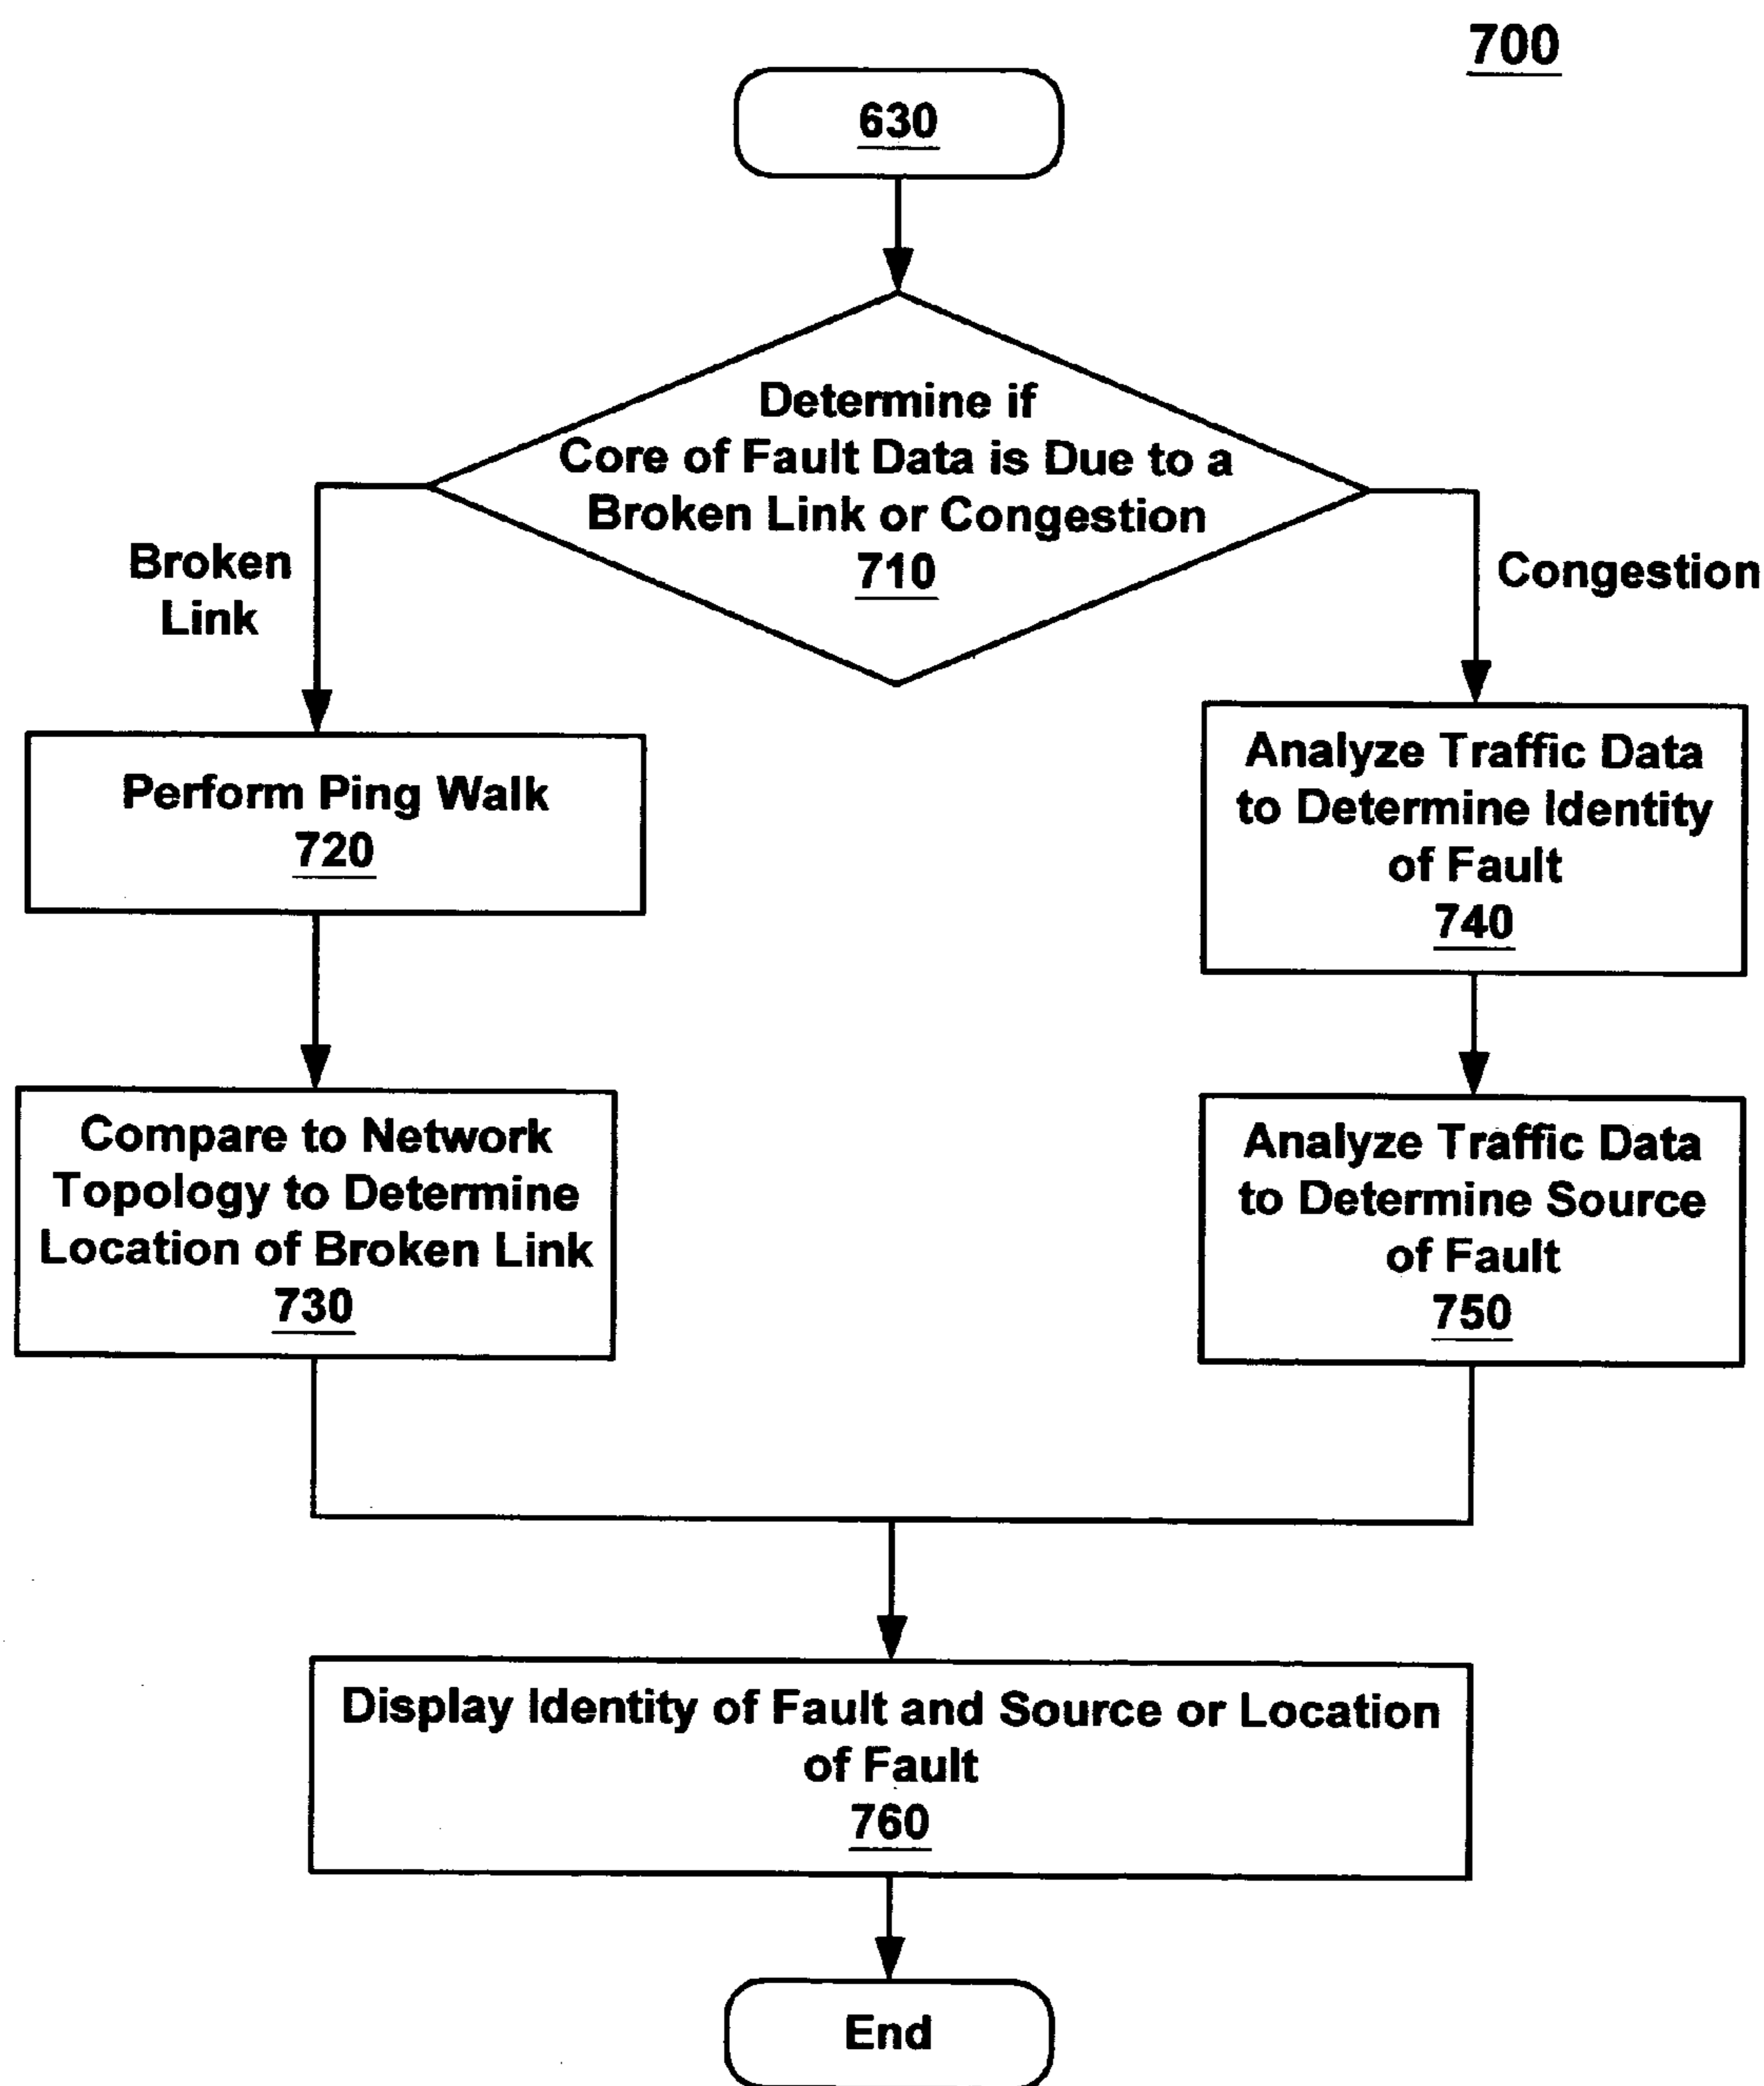 700
630
Determine if
Core of Fault Data is Due to a
Broken Link or Congestion
710
Broken
Link
Congestion
Perform Ping Walk
720
Analyze Traffic Data
to Determine Identity
of Fault
740
Compare to Network
Topology to Determine
Location of Broken Link
730
Analyze Traffic Data
to Determine Source
of Fault
750
Display Identity of Fault and Source or Location
of Fault
760
End